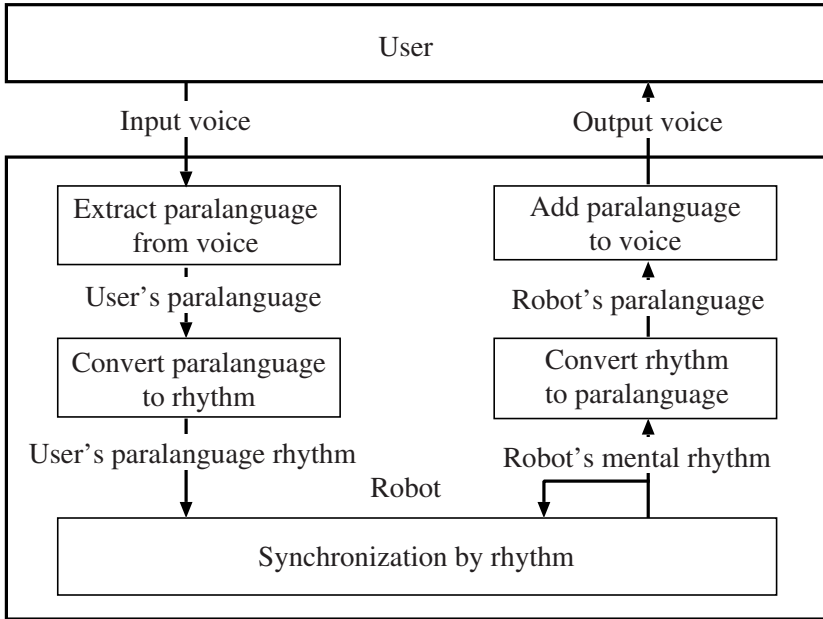 User
Input voice
Output voice
Extract paralanguage
from voice
Add paralanguage
to voice
User’s paralanguage
Robot’s paralanguage
Convert paralanguage
to rhythm
Convert rhythm
to paralanguage
User’s paralanguage rhythm
Robot’s mental rhythm
Robot
Synchronization by rhythm